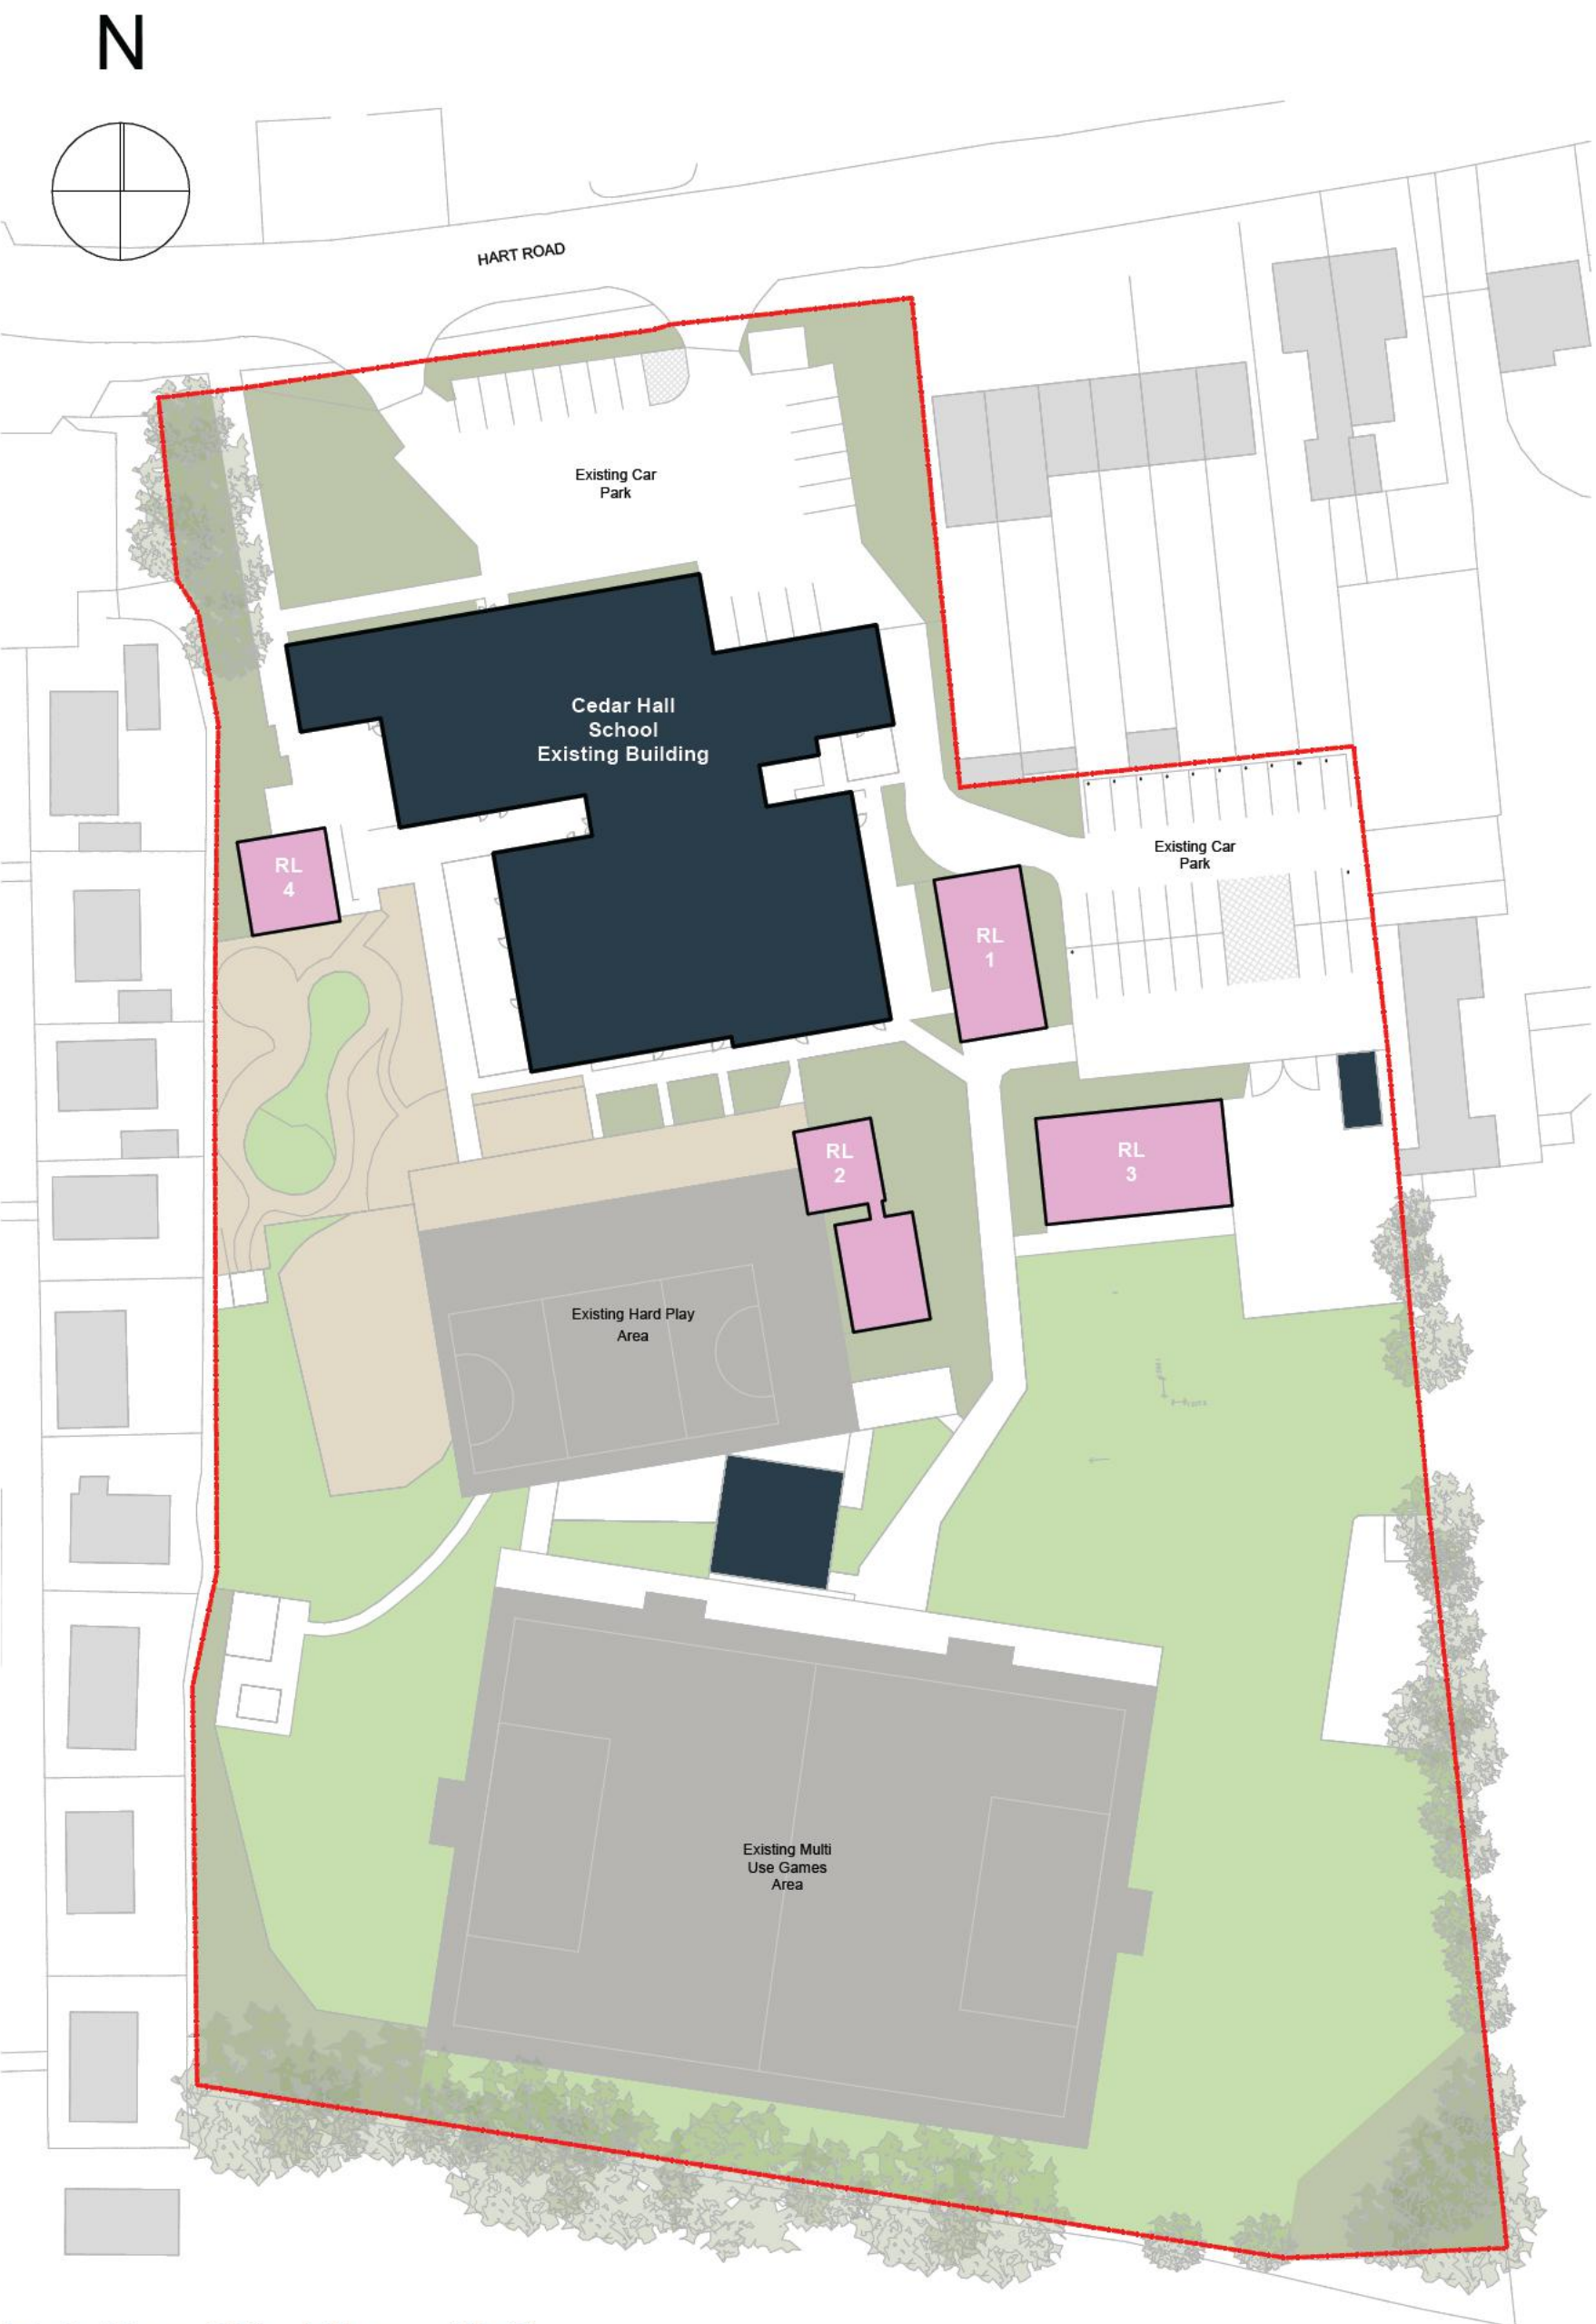 N
HART ROAD
Existing Car
Park
Cedar Hall
School
Existing Building
Existing Car
Park
RL
4
RL
1
RL
2
RL
3
Existing Hard Play
Area
Existing Multi
Use Games
Area